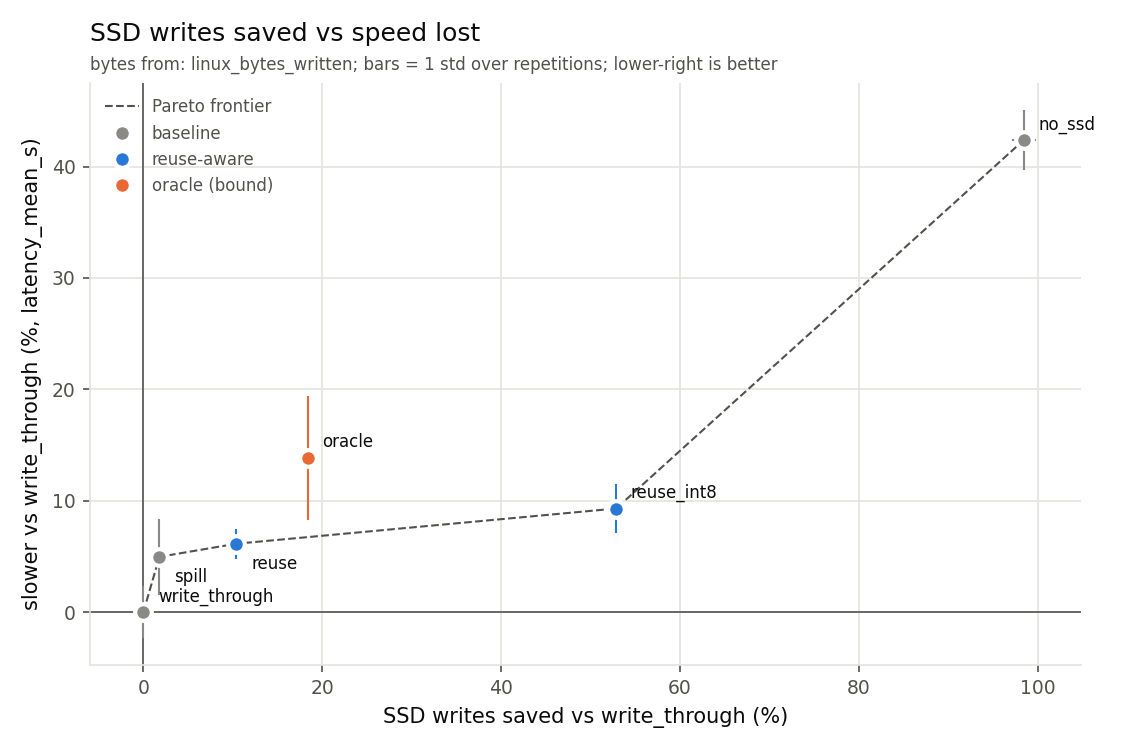 SSD writes saved vs speed lost
bytes from: linux_bytes_written; bars = 1 std over repetitions; lower-right is better
Pareto frontier
baseline
reuse-aware
oracle (bound)
no_ssd
oracle
reuse_int8
reuse
spill
write_through
slower vs write_through (%, latency_mean_s)
40
30
20
10
0
0 20 40 60 80 100
SSD writes saved vs write_through (%)